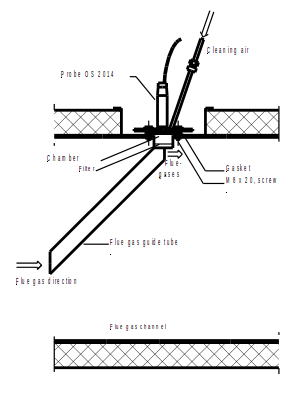 Cleaning air
Probe OS 2014
Chamber
Filter
Flue-
gases
Gasket
M 8 x 20, screw
Flue gas guide tube
Flue gas direction
Flue gas channel